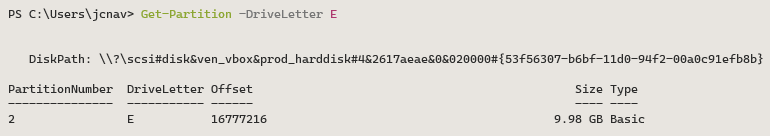 PS C:\Users\jcnav> Get-Partition -DriveLetter E
DiskPath: \\?\scsi#disk&ven_vbox&prod_harddisk#4&2617aeae&0&020000#{53f56307-b6bf-11d0-94f2-00a0c91efb8b}
PartitionNumber DriveLetter Offset Size Type
--------------- ----------- ------ ---- ----
2 E 16777216 9.98 GB Basic